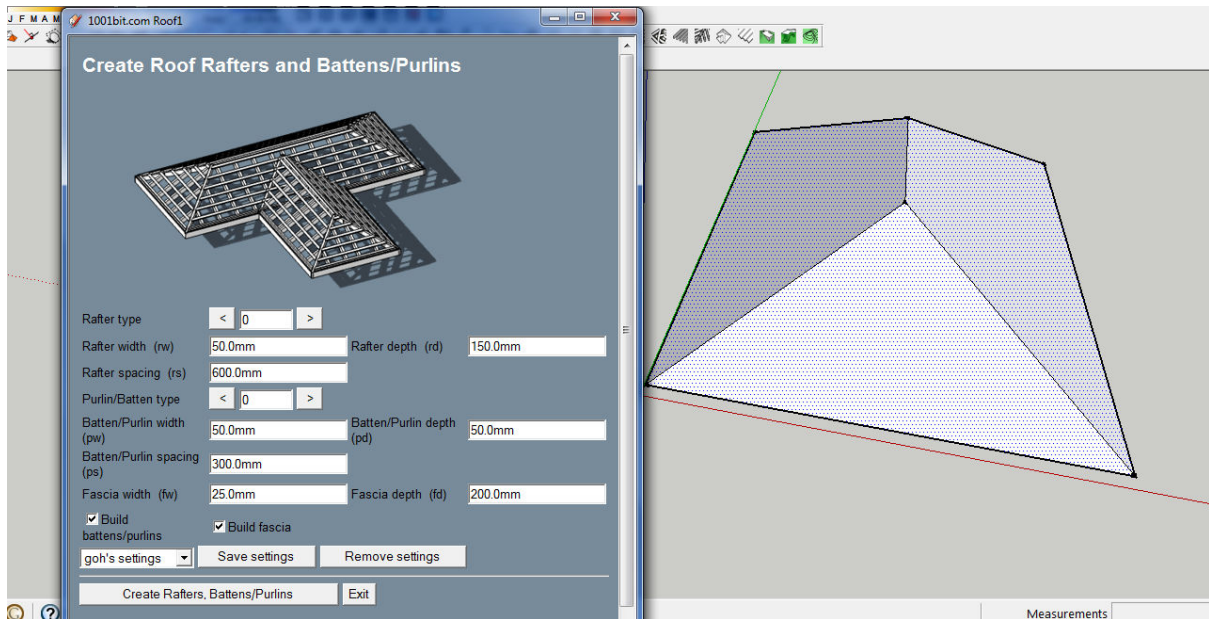 J F M A M
1001bit.com Roof1
Create Roof Rafters and Battens/Purlins
Rafter type < 0 >
Rafter width (rw) 50.0mm Rafter depth (rd) 150.0mm
Rafter spacing (rs) 600.0mm
Purlin/Batten type < 0 >
Batten/Purlin width (pw) 50.0mm Batten/Purlin depth (pd) 50.0mm
Batten/Purlin spacing (ps) 300.0mm
Fascia width (fw) 25.0mm Fascia depth (fd) 200.0mm
Build battens/purlins Build fascia
goh's settings Save settings Remove settings
Create Rafters, Battens/Purlins Exit
Measurements